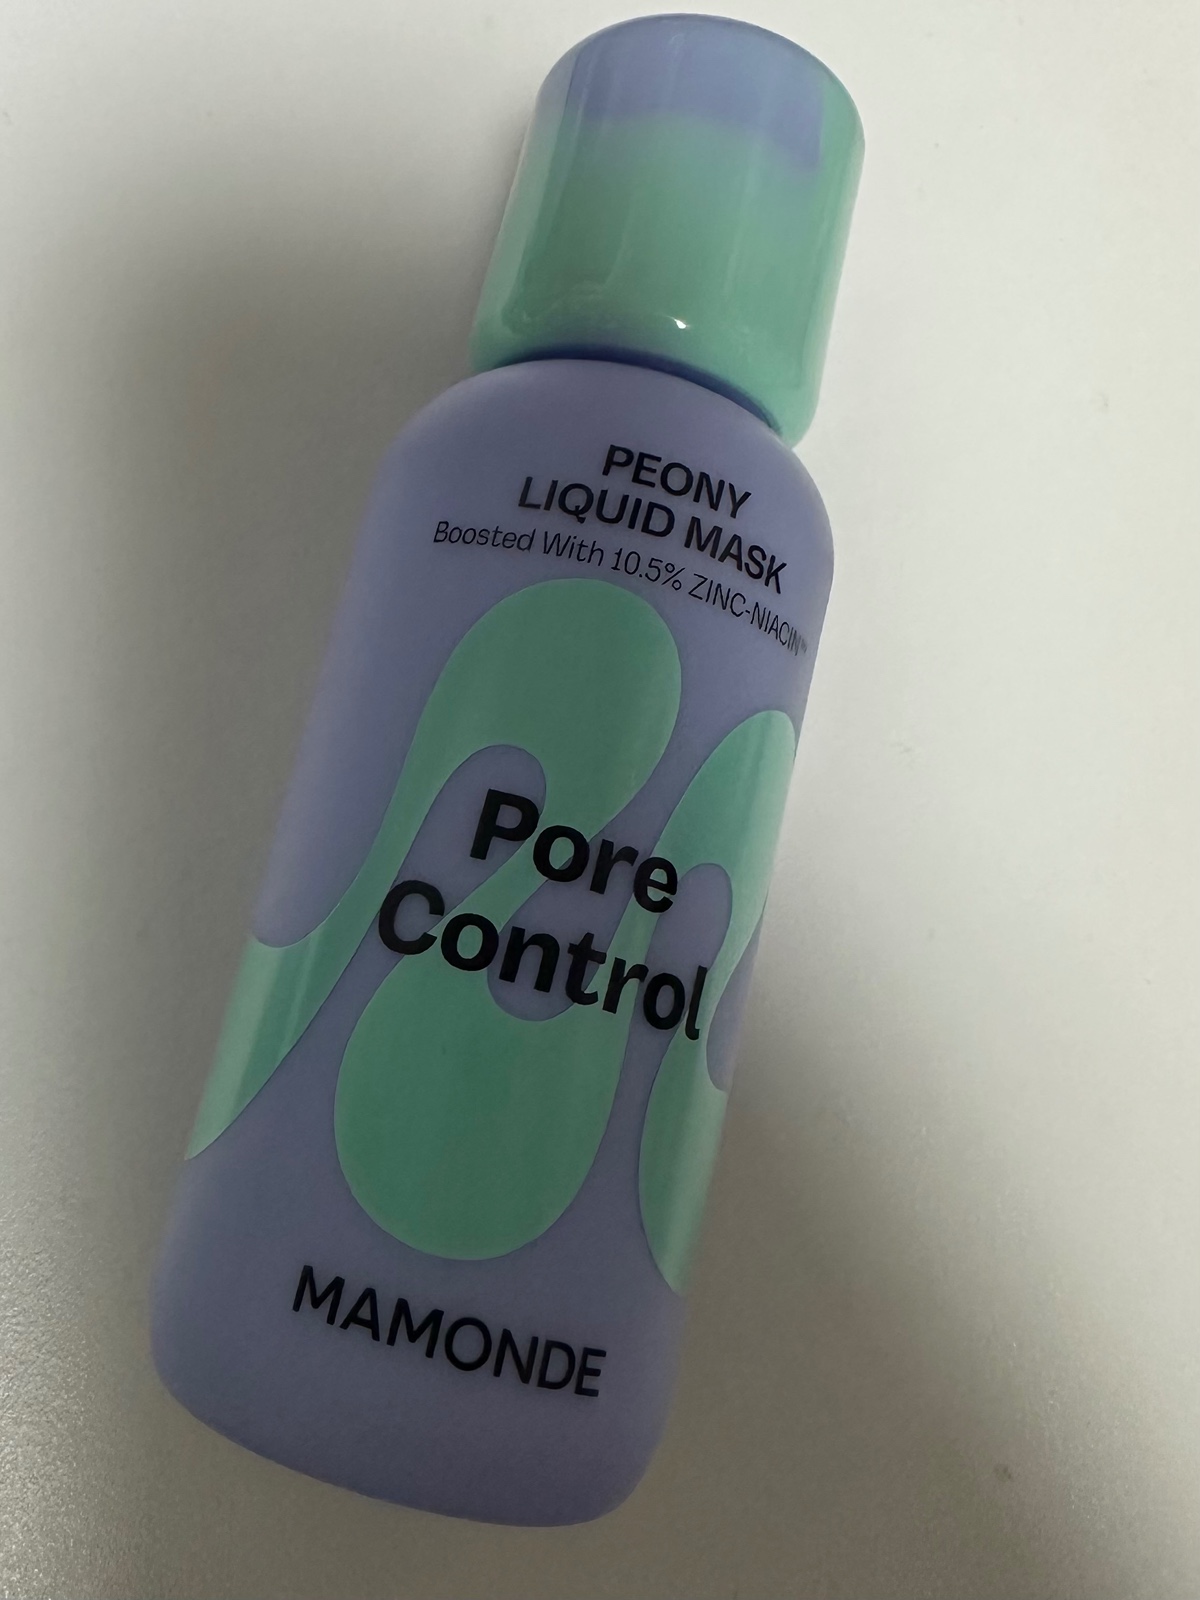 PEONY
LIQUID MASK
Boosted With 10.5% ZINC-NIACIN™
Pore
Control
MAMONDE